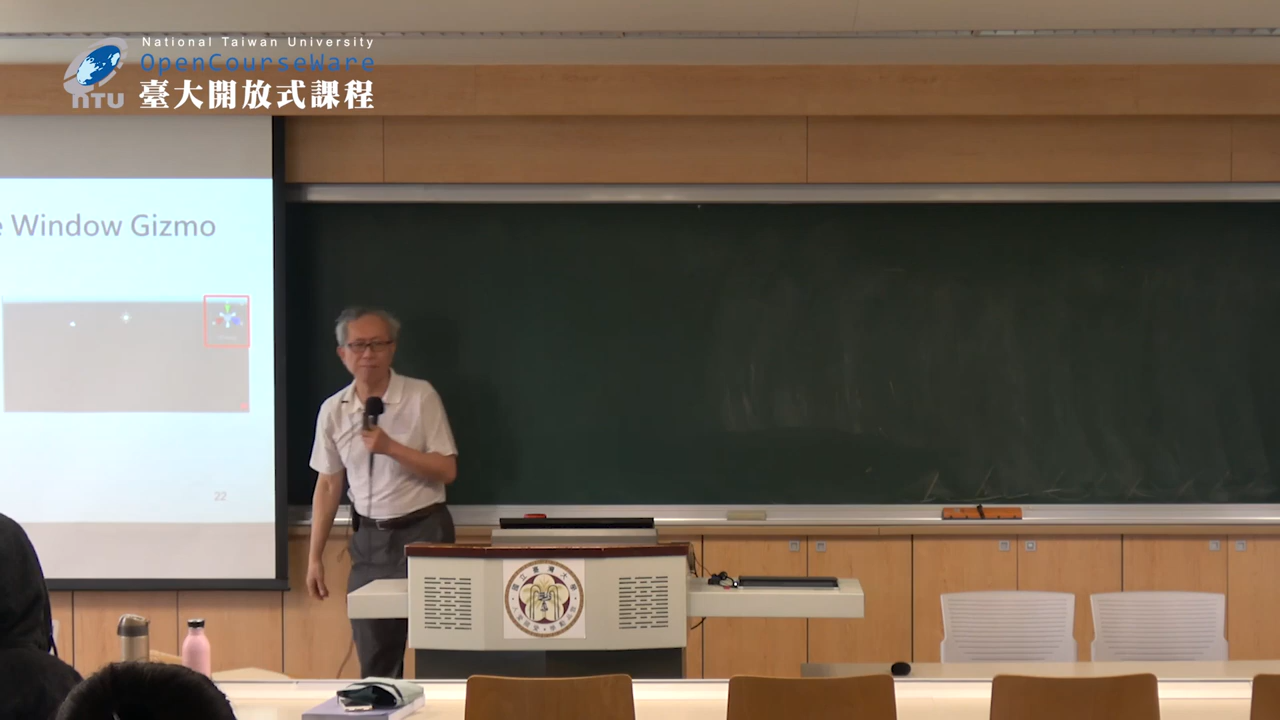 National Taiwan University
OpenCourseWare
臺大開放式課程
NTU
Window Gizmo
22